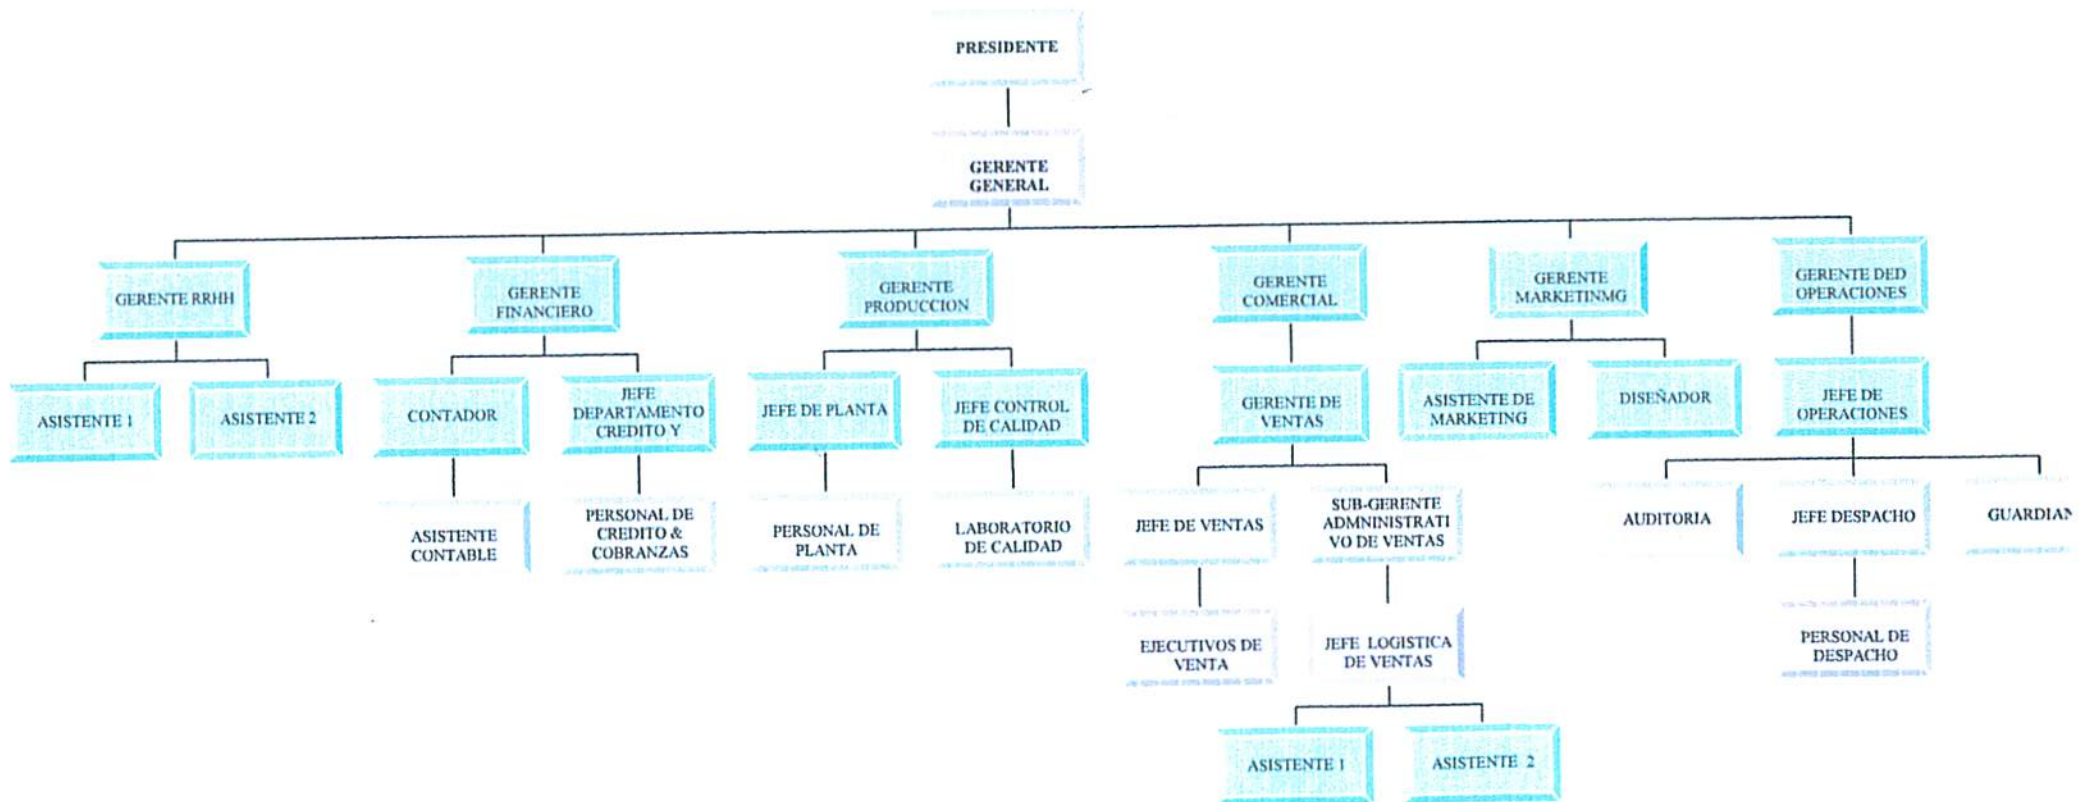 PRESIDENTE
GERENTE
GENERAL
GERENTE RRHH
GERENTE
FINANCIERO
GERENTE
PRODUCCION
GERENTE
COMERCIAL
GERENTE
MARKETINMG
GERENTE DED
OPERACIONES
ASISTENTE 1
ASISTENTE 2
CONTADOR
JEFE
DEPARTAMENTO
CREDITO Y
JEFE DE PLANTA
JEFE CONTROL
DE CALIDAD
GERENTE DE
VENTAS
ASISTENTE DE
MARKETING
DISEÑADOR
JEFE DE
OPERACIONES
ASISTENTE
CONTABLE
PERSONAL DE
CREDITO &
COBRANZAS
PERSONAL DE
PLANTA
LABORATORIO
DE CALIDAD
JEFE DE VENTAS
SUB-GERENTE
ADMNINISTRATI
VO DE VENTAS
AUDITORIA
JEFE DESPACHO
GUARDIAN
EJECUTIVOS DE
VENTA
JEFE LOGISTICA
DE VENTAS
PERSONAL DE
DESPACHO
ASISTENTE 1
ASISTENTE 2